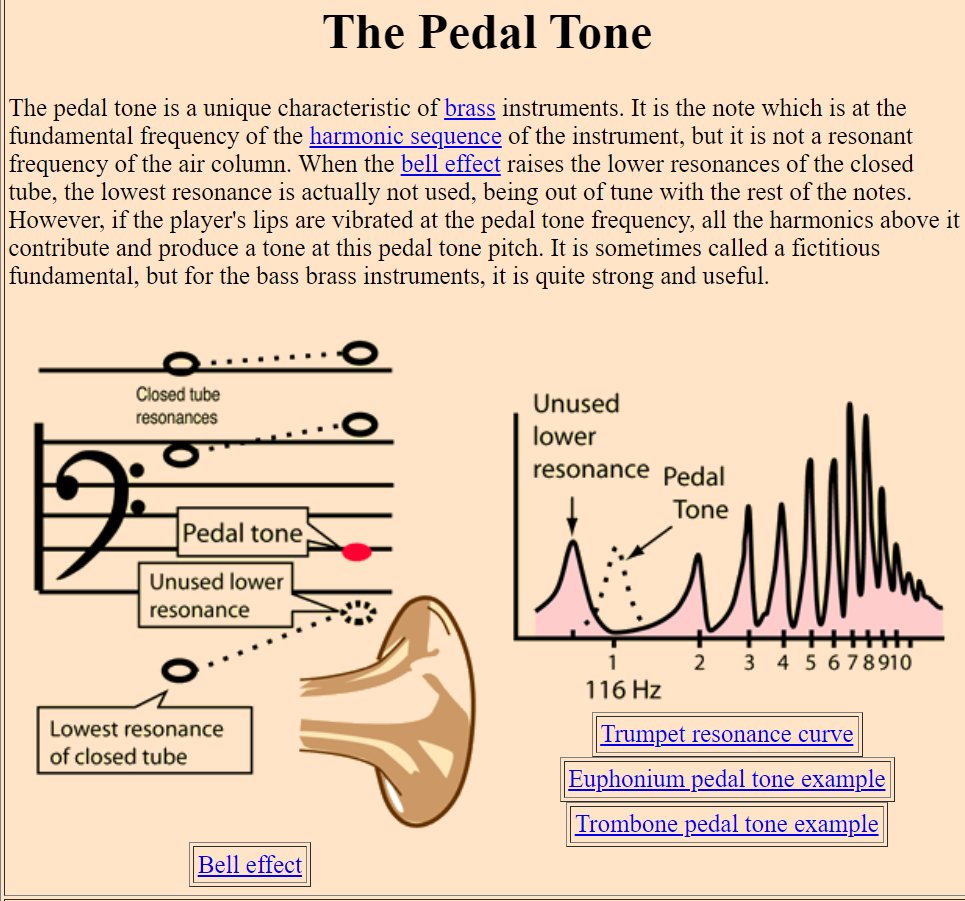 The Pedal Tone
The pedal tone is a unique characteristic of brass instruments. It is the note which is at the
fundamental frequency of the harmonic sequence of the instrument, but it is not a resonant
frequency of the air column. When the bell effect raises the lower resonances of the closed
tube, the lowest resonance is actually not used, being out of tune with the rest of the notes.
However, if the player's lips are vibrated at the pedal tone frequency, all the harmonics above it
contribute and produce a tone at this pedal tone pitch. It is sometimes called a fictitious
fundamental, but for the bass brass instruments, it is quite strong and useful.
Closed tube
resonances
Pedal tone
Unused lower
resonance
Lowest resonance
of closed tube
Bell effect
Unused
lower
resonance
Pedal
Tone
1 2 3 4 5 6 7 8 9 10
116 Hz
Trumpet resonance curve
Euphonium pedal tone example
Trombone pedal tone example